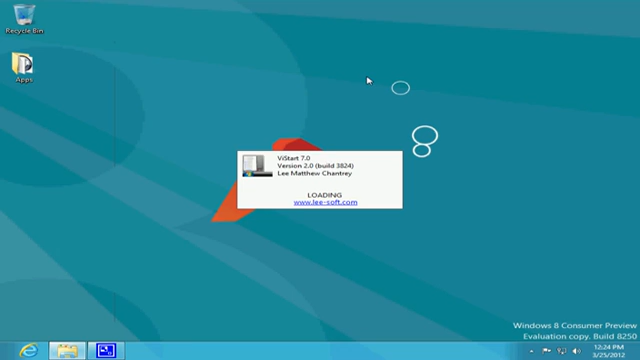 Recycle Bin
Apps
ViStart 7.0
Version 2.0 (build 3824)
Lee Matthew Chantrey
LOADING
www.lee-soft.com
Windows 8 Consumer Preview
Evaluation copy. Build 8250
12:24 PM
3/25/2012